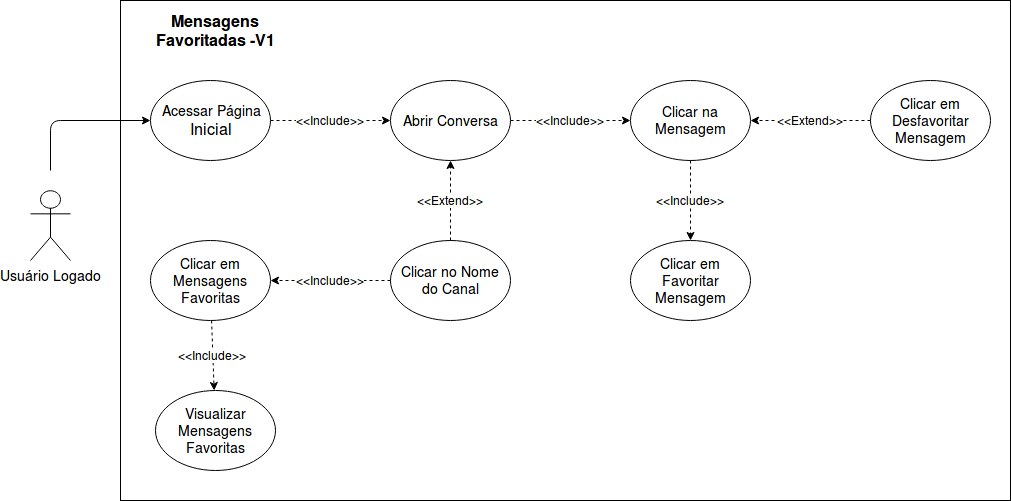 Mensagens
Favoritadas -V1
Acessar Página
Inicial
<<Include>>
Abrir Conversa
<<Include>>
Clicar na
Mensagem
<<Extend>>
Clicar em
Desfavoritar
Mensagem
<<Extend>>
<<Include>>
Usuário Logado
Clicar em
Mensagens
Favoritas
<<Include>>
Clicar no Nome
do Canal
Clicar em
Favoritar
Mensagem
<<Include>>
Visualizar
Mensagens
Favoritas